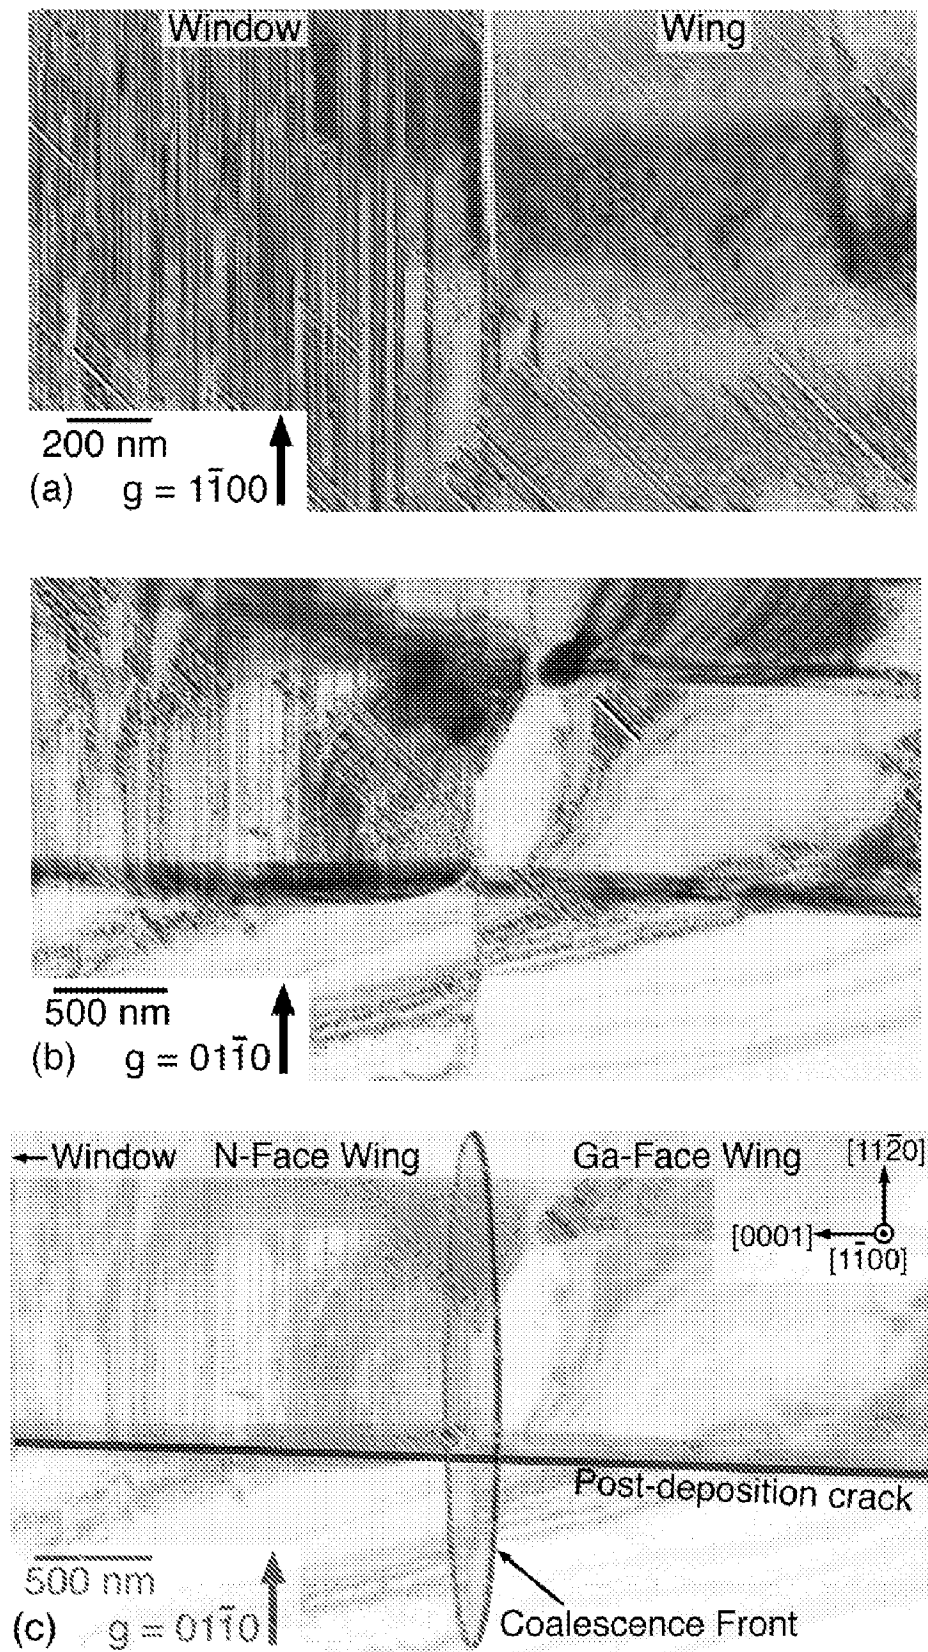 Window Wing
200 nm
(a) g = 11̄00
500 nm
(b) g = 011̄0
Window N-Face Wing Ga-Face Wing [112̄0]
[0001]
[11̄00]
Post-deposition crack
500 nm
(c) g = 011̄0
Coalescence Front